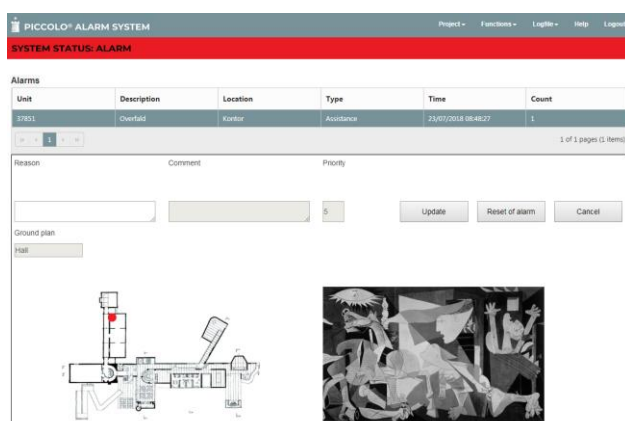 PICCOLO® ALARM SYSTEM
Project Functions Logfile Help Logout
SYSTEM STATUS: ALARM
Alarms
Unit Description Location Type Time Count
37851 Overfald Kontor Assistance 23/07/2018 08:48:27 1
1
1 of 1 pages (1 items)
Reason Comment Priority
5 Update Reset of alarm Cancel
Ground plan
Hall